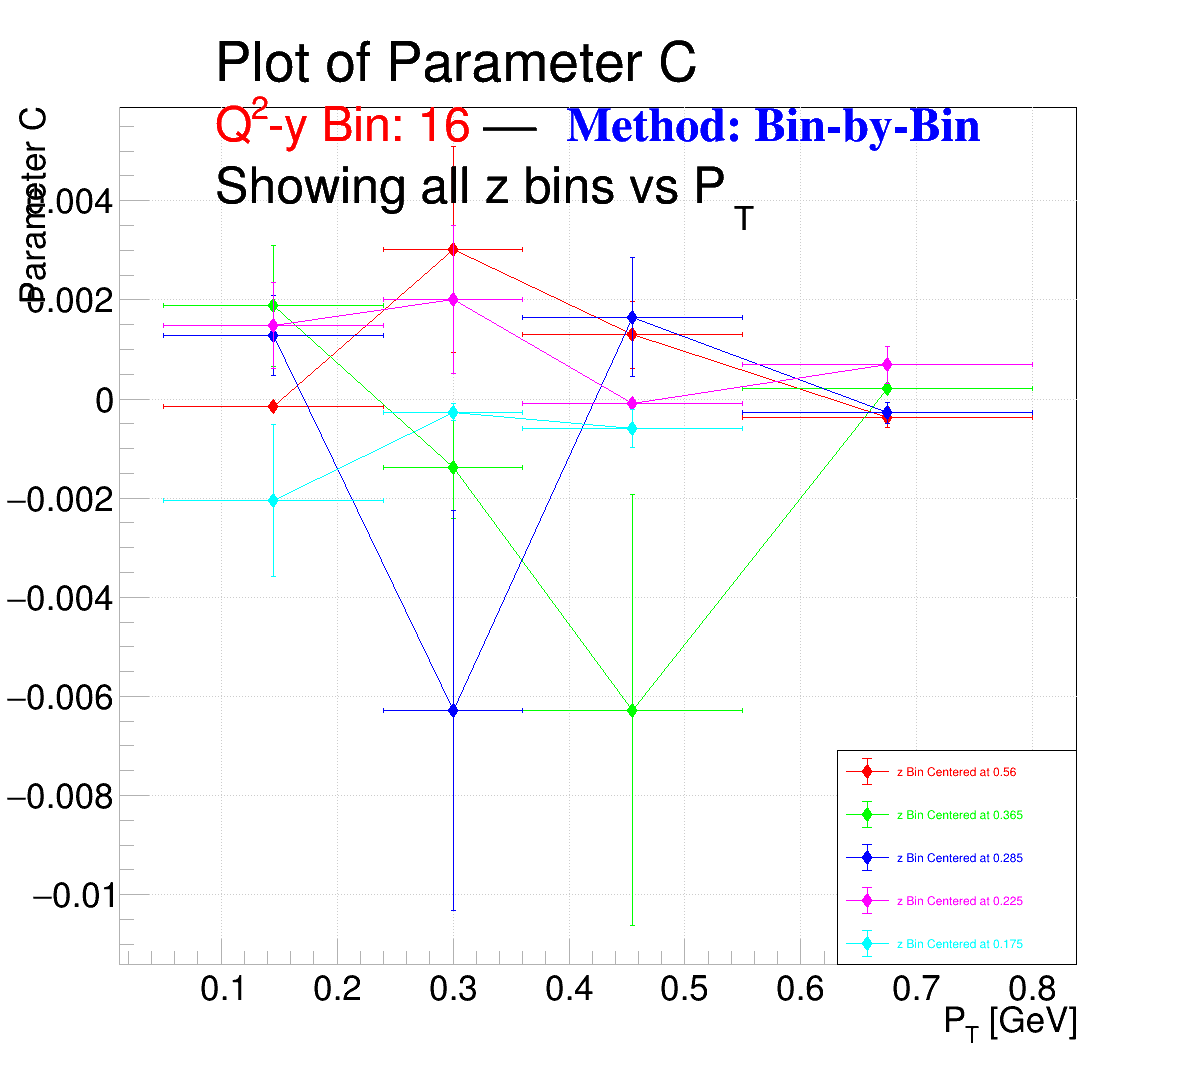 Plot of Parameter C
Q²-y Bin: 16 — Method: Bin-by-Bin
Showing all z bins vs P_T
Parameter C
0.004
0.002
0
−0.002
−0.004
−0.006
−0.008
−0.01
z Bin Centered at 0.56
z Bin Centered at 0.365
z Bin Centered at 0.285
z Bin Centered at 0.225
z Bin Centered at 0.175
0.1 0.2 0.3 0.4 0.5 0.6 0.7 0.8
P_T [GeV]